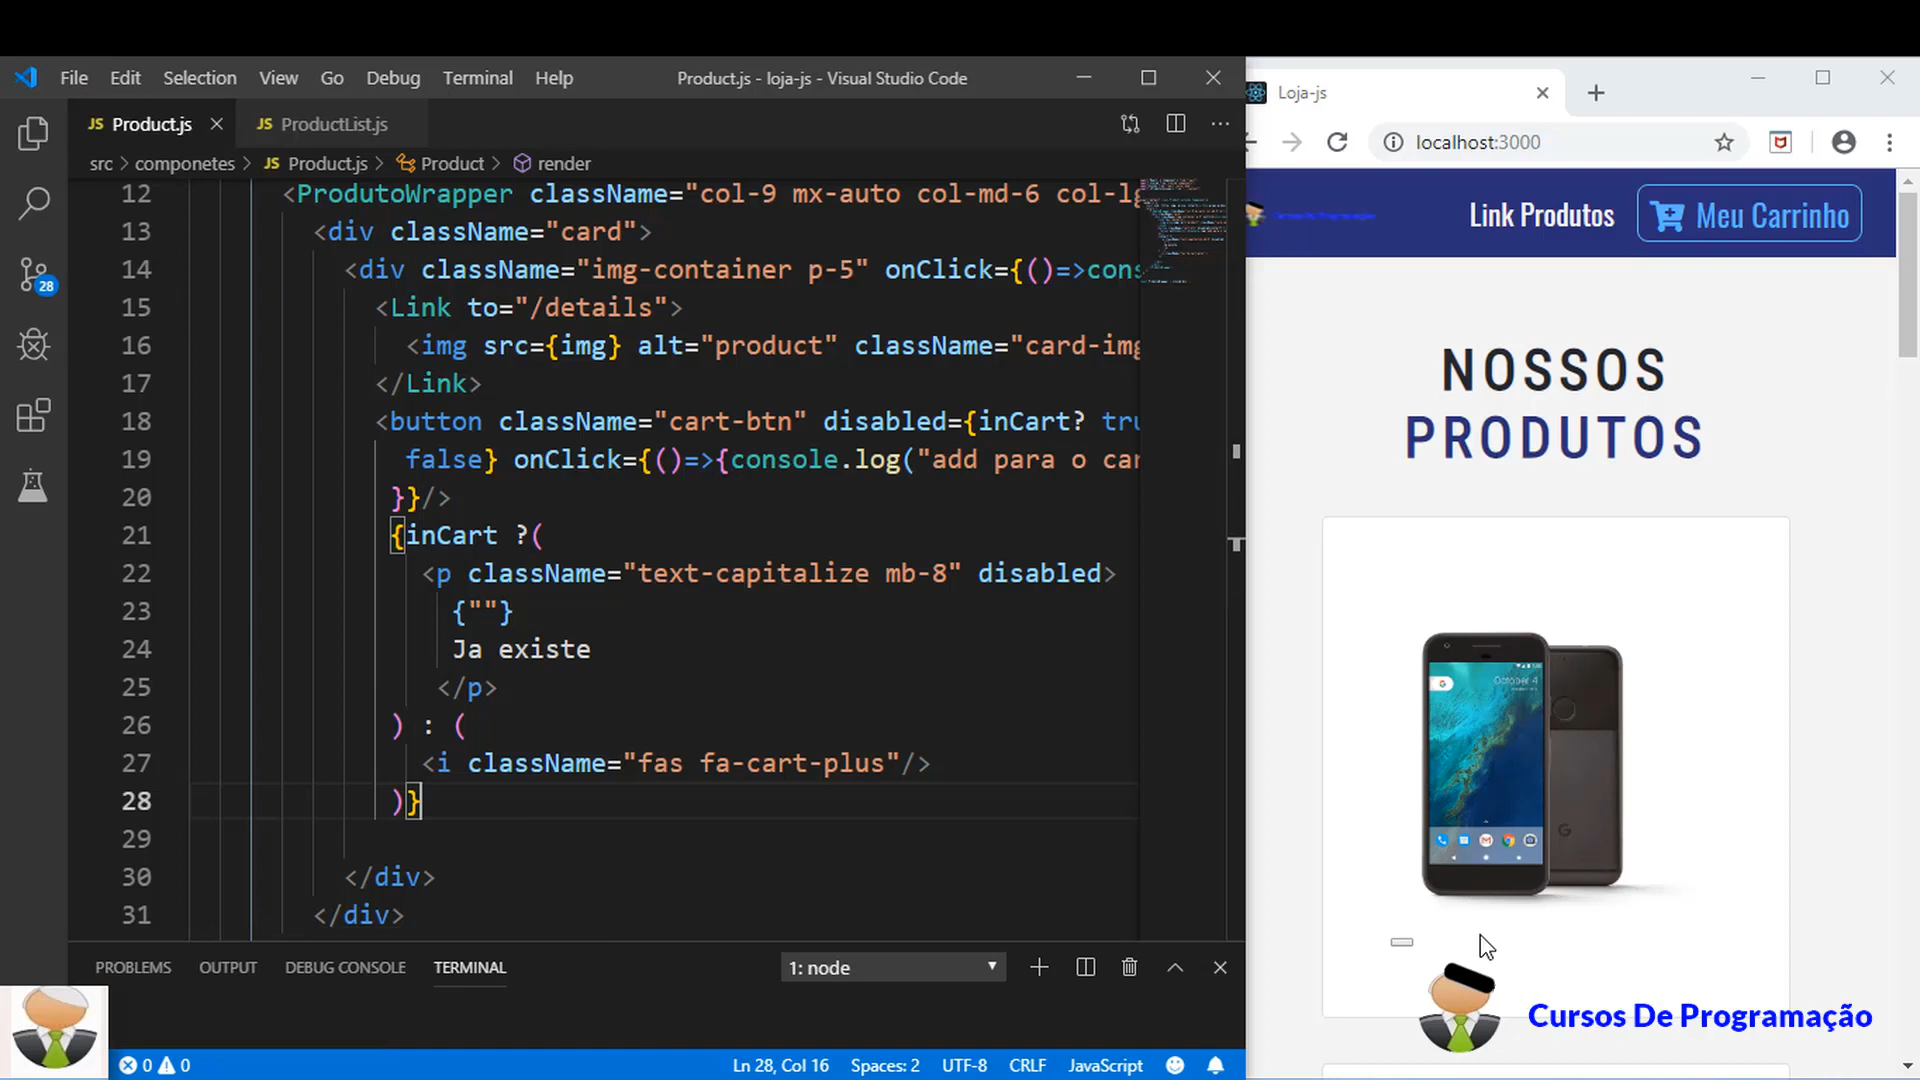 File Edit Selection View Go Debug Terminal Help Product.js - loja-js - Visual Studio Code
JS Product.js JS ProductList.js
src > componetes > JS Product.js > Product > render
12 <ProdutoWrapper className="col-9 mx-auto col-md-6 col-lg
13 <div className="card">
14 <div className="img-container p-5" onClick={()=>cons
15 <Link to="/details">
16 <img src={img} alt="product" className="card-img
17 </Link>
18 <button className="cart-btn" disabled={inCart? tru
19 false} onClick={()=>{console.log("add para o car
20 }}/>
21 {inCart ?(
22 <p className="text-capitalize mb-8" disabled>
23 {""}
24 Ja existe
25 </p>
26 ) : (
27 <i className="fas fa-cart-plus"/>
28 )}
29
30 </div>
31 </div>
28
PROBLEMS OUTPUT DEBUG CONSOLE TERMINAL 1: node
0 0 Ln 28, Col 16 Spaces: 2 UTF-8 CRLF JavaScript
Loja-js
localhost:3000
Link Produtos Meu Carrinho
NOSSOS
PRODUTOS
October 4
Cursos De Programação